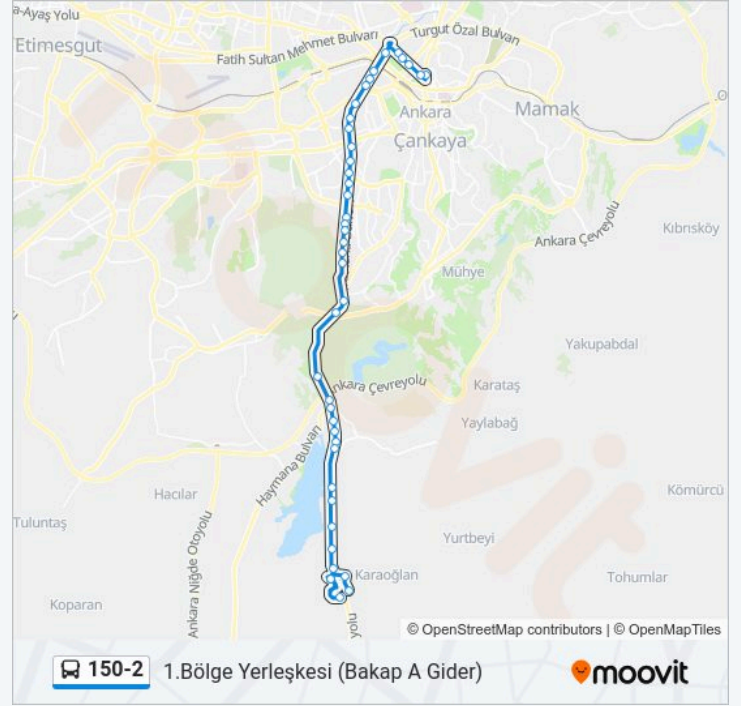 a-Ayaş Yolu
Turgut Özal Bulvarı
Etimesgut
Fatih Sultan Mehmet Bulvarı
Ankara
Mamak
Çankaya
Kıbrısköy
Ankara Çevreyolu
Mühye
Yakupabdal
nkara Çevreyolu
Karataş
Yaylabağ
Haymana Bulvarı
Hacılar
Kömürcü
Tuluntaş
Yurtbeyi
Ankara Niğde Otoyolu
Karaoğlan
Tohumlar
Koparan
yolu
© OpenStreetMap contributors | © OpenMapTiles
150-2 1.Bölge Yerleşkesi (Bakap A Gider) moovit